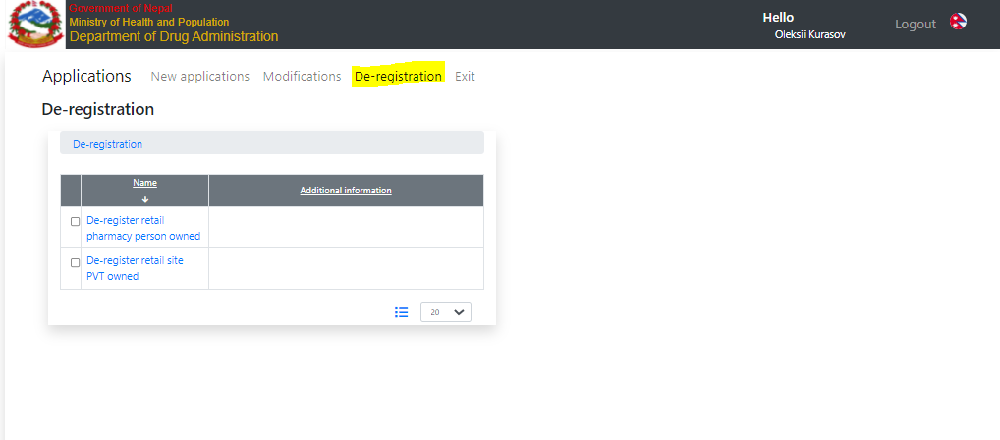 Government of Nepal
Ministry of Health and Population
Department of Drug Administration
Hello
Oleksii Kurasov
Logout
Applications New applications Modifications De-registration Exit
De-registration
De-registration
Name Additional information
De-register retail
pharmacy person owned
De-register retail site
PVT owned
20